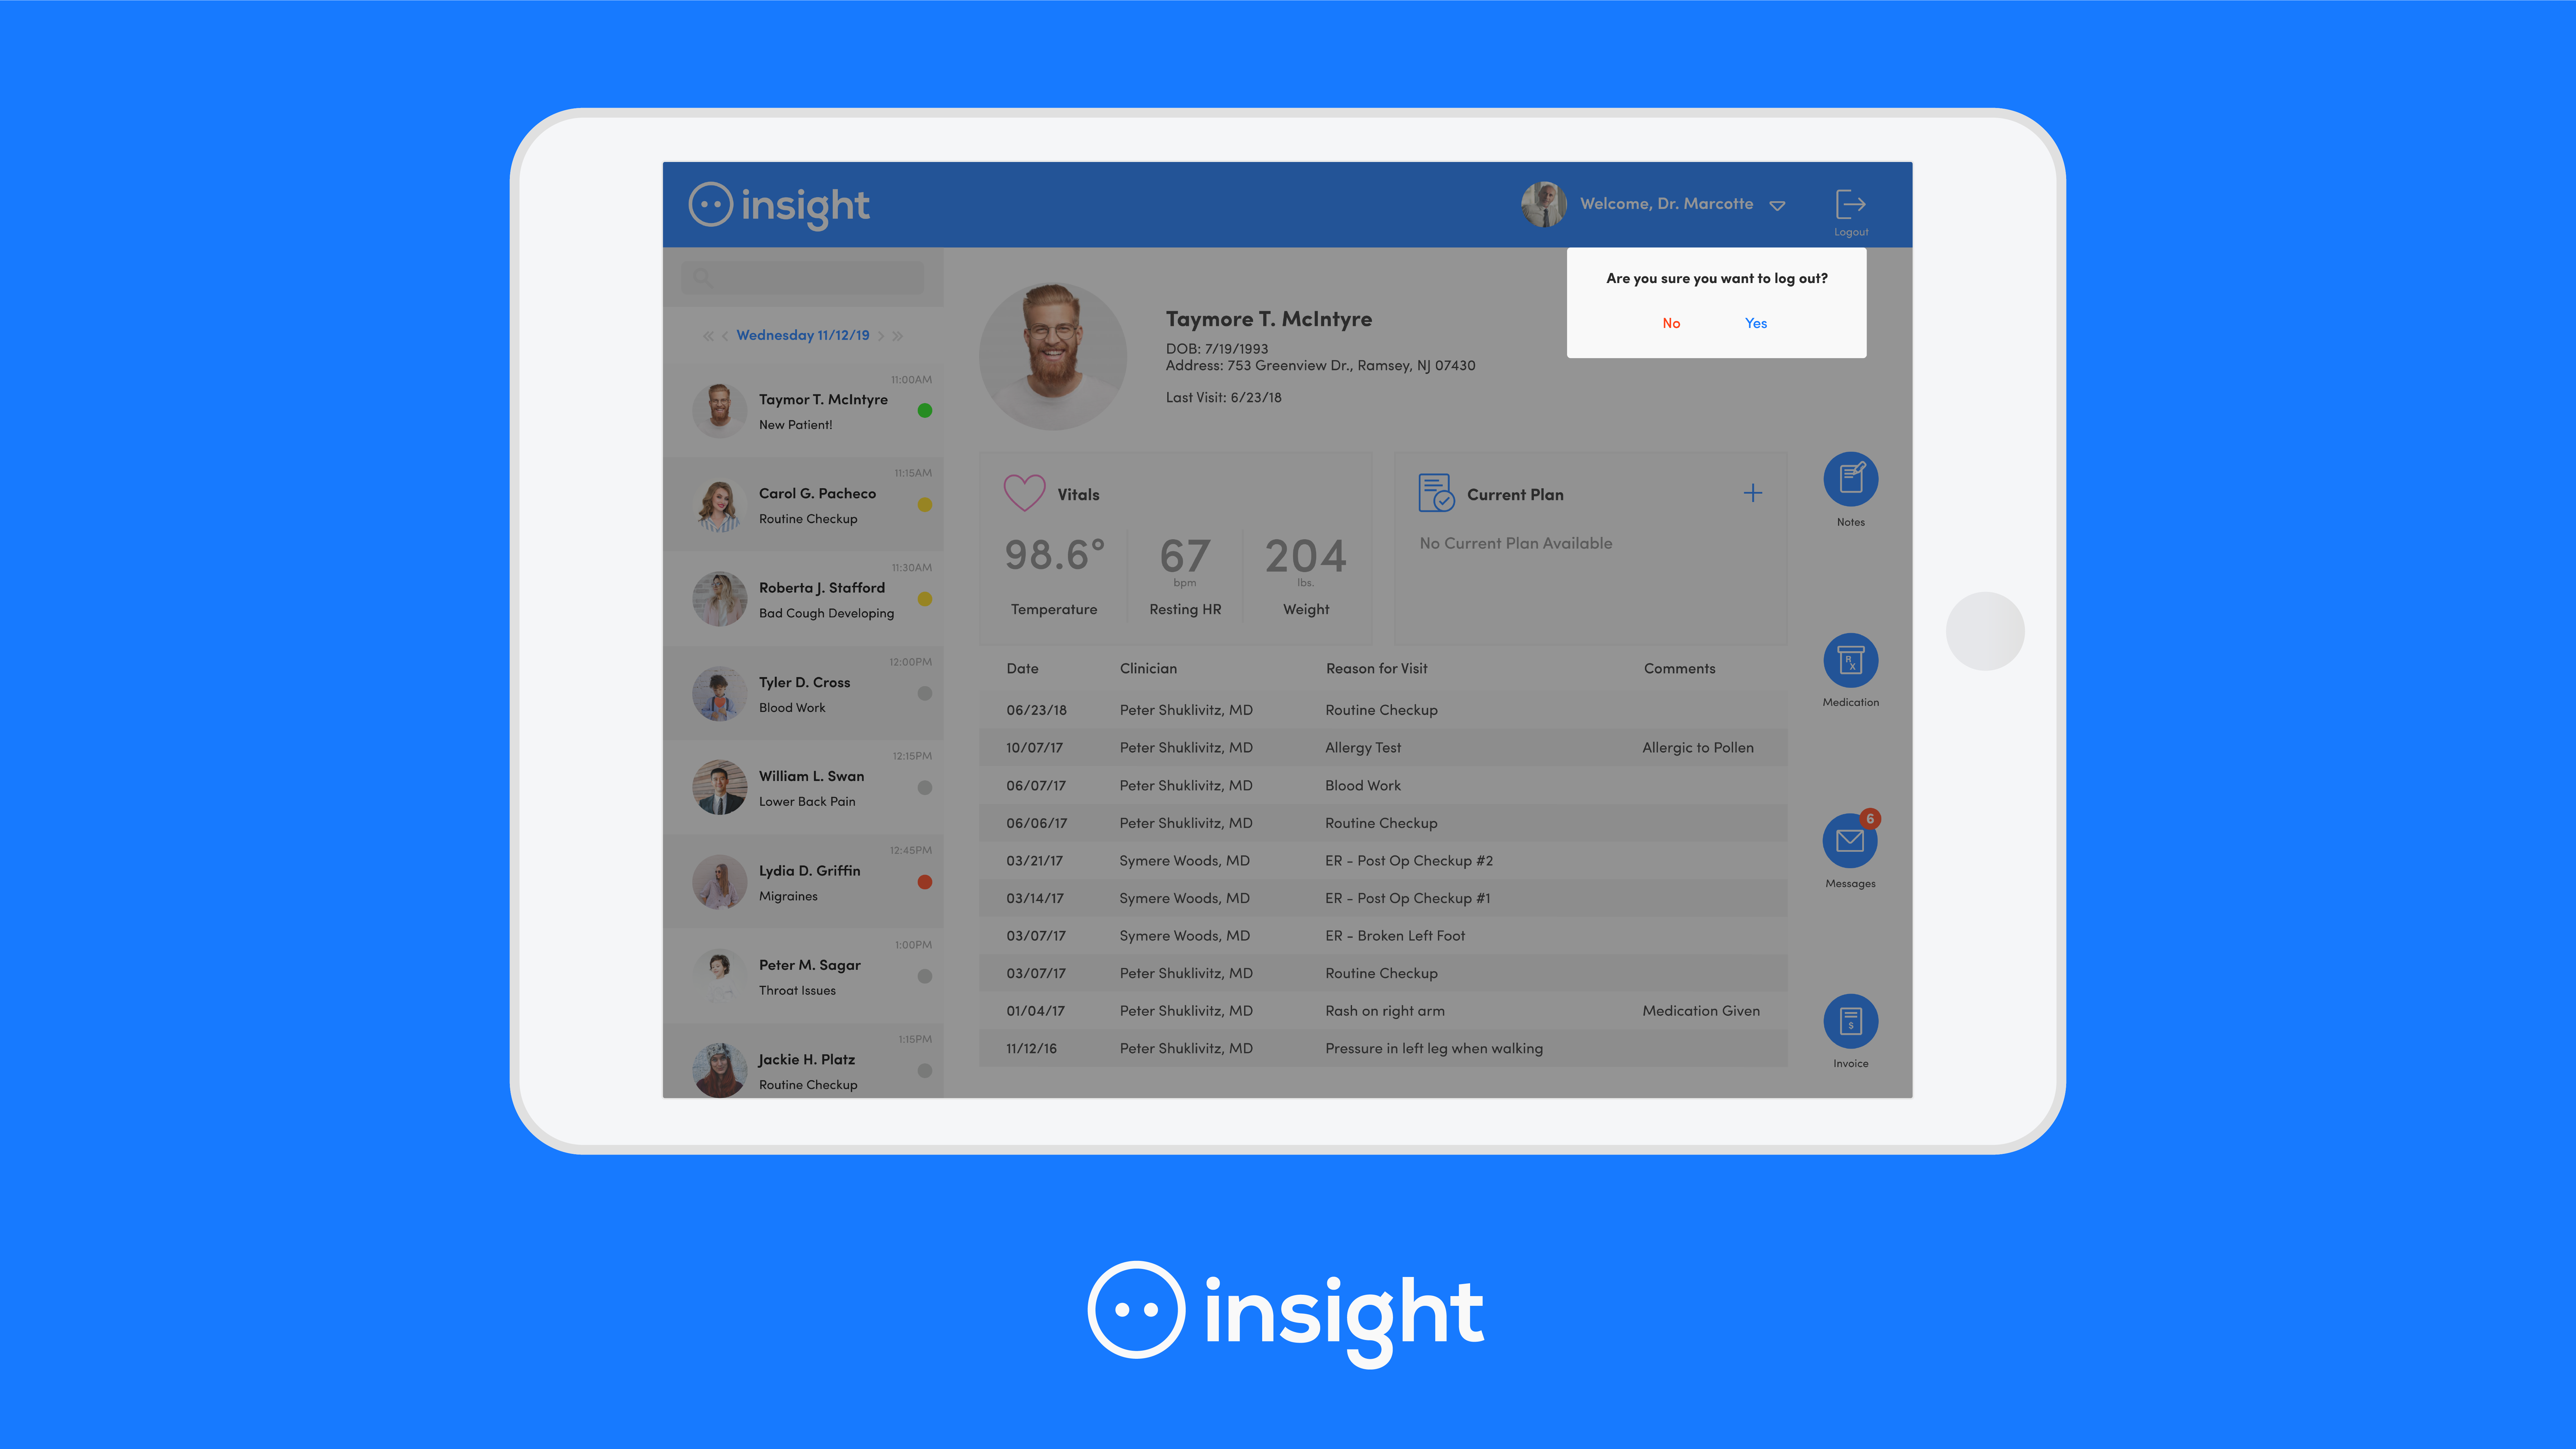 insight
Welcome, Dr. Marcotte
Logout
Are you sure you want to log out?
No Yes
Wednesday 11/12/19
11:00AM
Taymor T. McIntyre
New Patient!
11:15AM
Carol G. Pacheco
Routine Checkup
11:30AM
Roberta J. Stafford
Bad Cough Developing
12:00PM
Tyler D. Cross
Blood Work
12:15PM
William L. Swan
Lower Back Pain
12:45PM
Lydia D. Griffin
Migraines
1:00PM
Peter M. Sagar
Throat Issues
1:15PM
Jackie H. Platz
Routine Checkup
Taymore T. McIntyre
DOB: 7/19/1993
Address: 753 Greenview Dr., Ramsey, NJ 07430
Last Visit: 6/23/18
Vitals
98.6° 67 204
bpm lbs.
Temperature Resting HR Weight
Current Plan
No Current Plan Available
Date Clinician Reason for Visit Comments
06/23/18 Peter Shuklivitz, MD Routine Checkup
10/07/17 Peter Shuklivitz, MD Allergy Test Allergic to Pollen
06/07/17 Peter Shuklivitz, MD Blood Work
06/06/17 Peter Shuklivitz, MD Routine Checkup
03/21/17 Symere Woods, MD ER - Post Op Checkup #2
03/14/17 Symere Woods, MD ER - Post Op Checkup #1
03/07/17 Symere Woods, MD ER - Broken Left Foot
03/07/17 Peter Shuklivitz, MD Routine Checkup
01/04/17 Peter Shuklivitz, MD Rash on right arm Medication Given
11/12/16 Peter Shuklivitz, MD Pressure in left leg when walking
Notes
RX
Medication
6
Messages
$
Invoice
insight